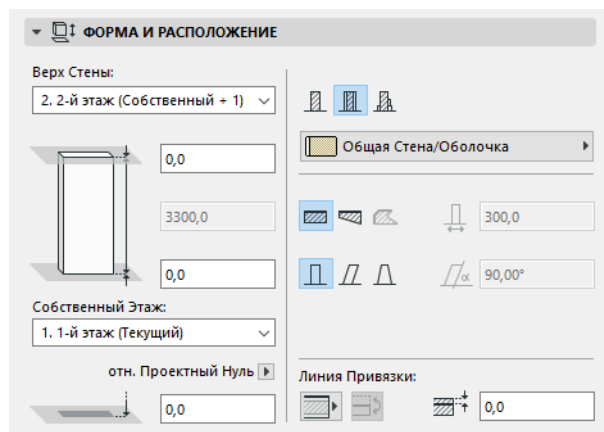 ФОРМА И РАСПОЛОЖЕНИЕ
Верх Стены:
2. 2-й этаж (Собственный + 1)
0,0
3300,0
0,0
Собственный Этаж:
1. 1-й этаж (Текущий)
отн. Проектный Нуль
0,0
Общая Стена/Оболочка
300,0
α
90,00°
Линия Привязки:
0,0